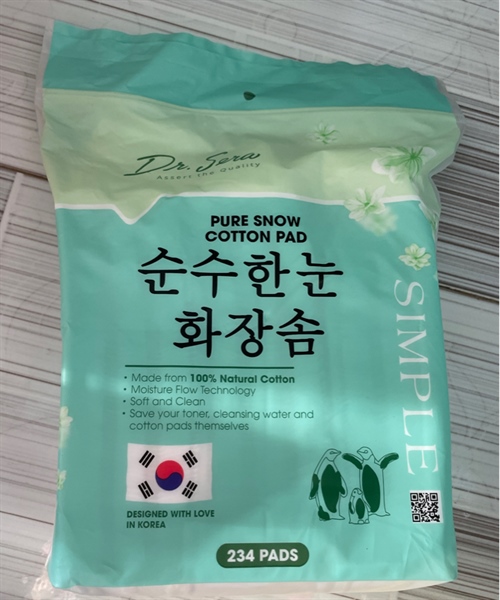 Dr. Sera
Assert the Quality
PURE SNOW
COTTON PAD
순수한눈
화장솜
• Made from 100% Natural Cotton
• Moisture Flow Technology
• Soft and Clean
• Save your toner, cleansing water and
cotton pads themselves
SIMPLE
DESIGNED WITH LOVE
IN KOREA
234 PADS